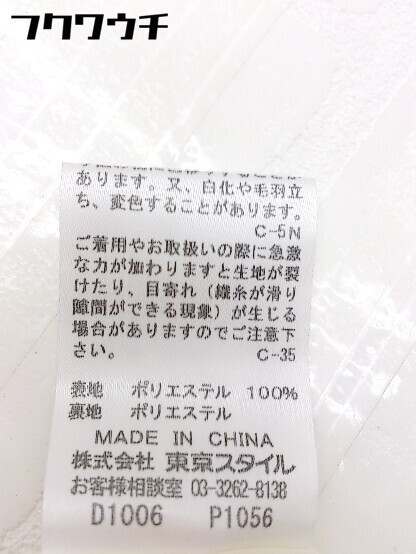 フクワウチ
あります。又、白化や毛羽立
ち、変色することがあります。
C-5N
ご着用やお取扱いの際に急激
な力が加わりますと生地が裂
けたり、目寄れ（織糸が滑り
隙間ができる現象）が生じる
場合がありますのでご注意下
さい。
C-35
表地 ポリエステル 100%
裏地 ポリエステル
MADE IN CHINA
株式会社 東京スタイル
お客様相談室 03-3262-8138
D1006 P1056